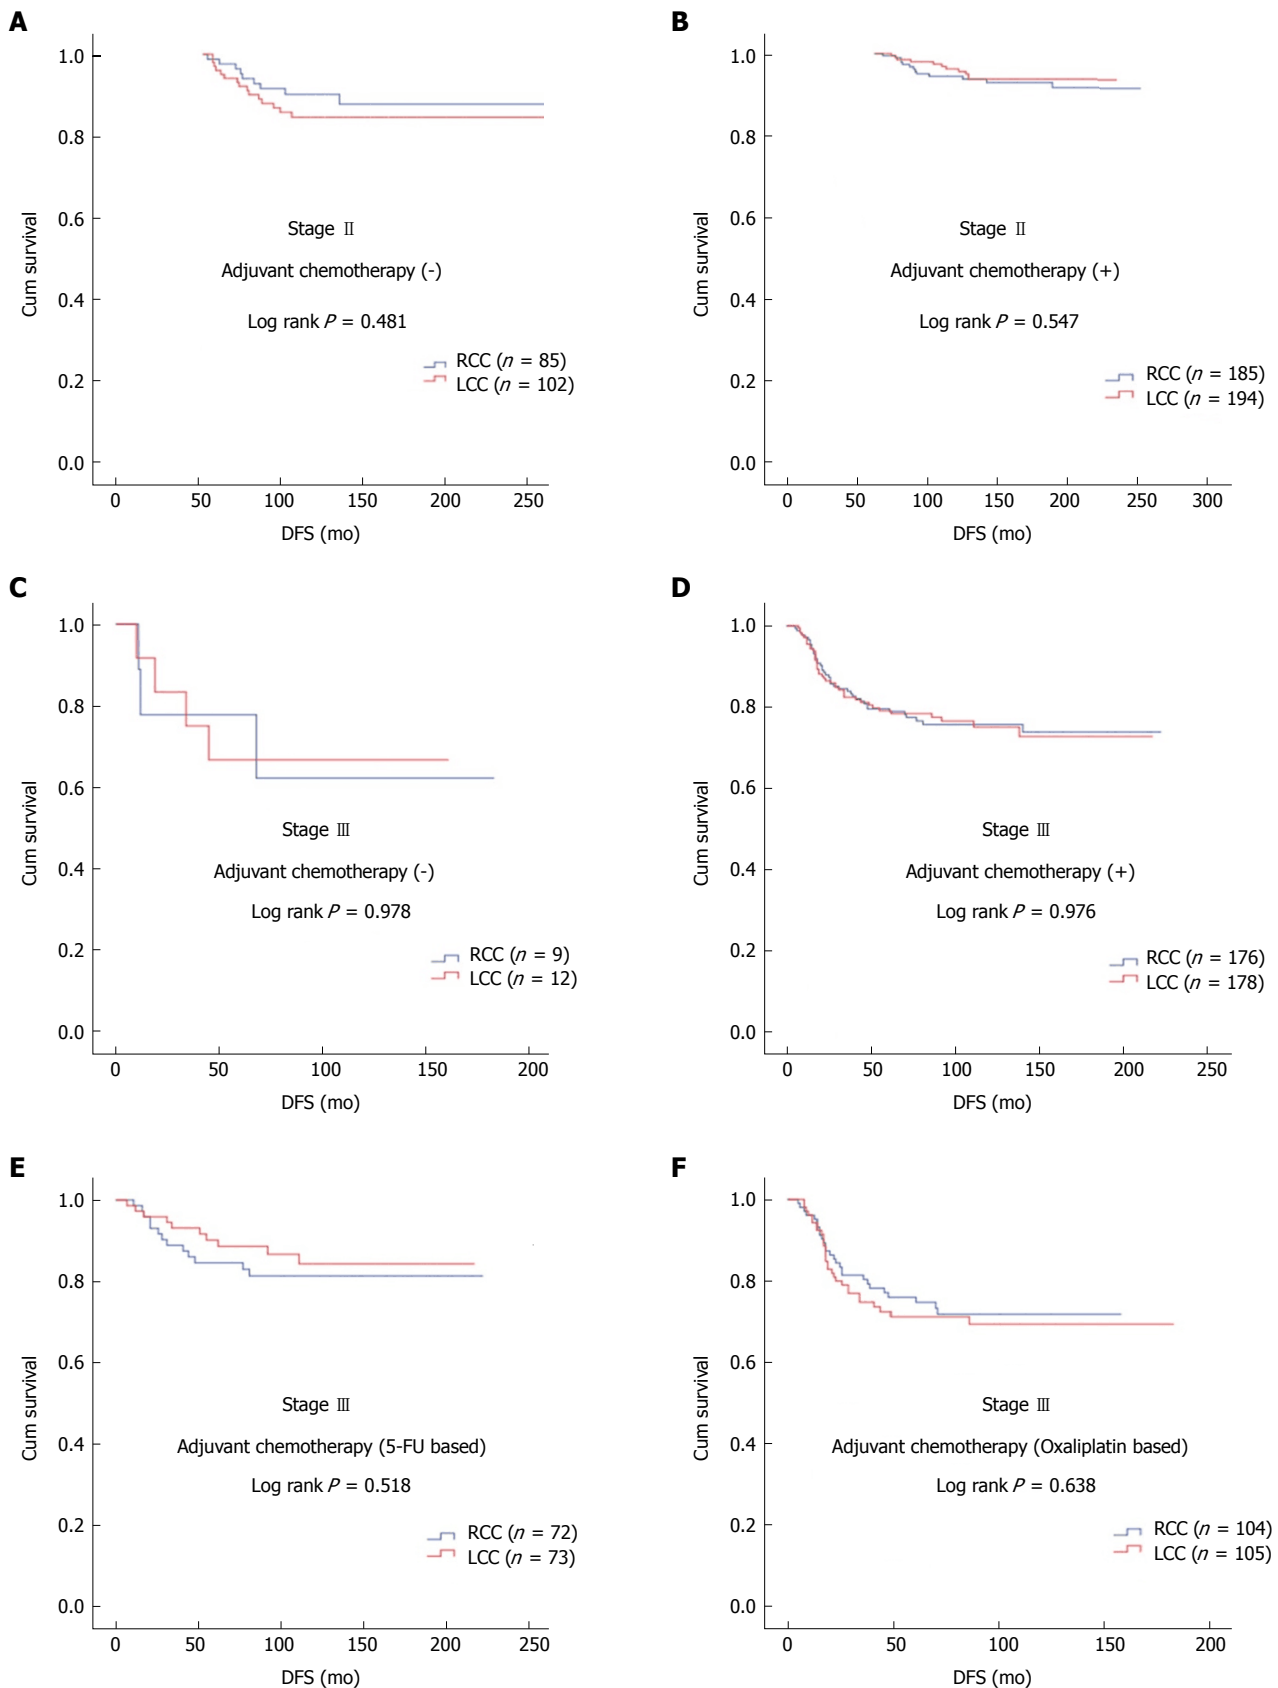 A
1.0
0.8
0.6
0.4
0.2
0.0
Cum survival
Stage Ⅱ
Adjuvant chemotherapy (-)
Log rank P = 0.481
RCC (n = 85)
LCC (n = 102)
0 50 100 150 200 250
DFS (mo)
B
1.0
0.8
0.6
0.4
0.2
0.0
Cum survival
Stage Ⅱ
Adjuvant chemotherapy (+)
Log rank P = 0.547
RCC (n = 185)
LCC (n = 194)
0 50 100 150 200 250 300
DFS (mo)
C
1.0
0.8
0.6
0.4
0.2
0.0
Cum survival
Stage Ⅲ
Adjuvant chemotherapy (-)
Log rank P = 0.978
RCC (n = 9)
LCC (n = 12)
0 50 100 150 200
DFS (mo)
D
1.0
0.8
0.6
0.4
0.2
0.0
Cum survival
Stage Ⅲ
Adjuvant chemotherapy (+)
Log rank P = 0.976
RCC (n = 176)
LCC (n = 178)
0 50 100 150 200 250
DFS (mo)
E
1.0
0.8
0.6
0.4
0.2
0.0
Cum survival
Stage Ⅲ
Adjuvant chemotherapy (5-FU based)
Log rank P = 0.518
RCC (n = 72)
LCC (n = 73)
0 50 100 150 200 250
DFS (mo)
F
1.0
0.8
0.6
0.4
0.2
0.0
Cum survival
Stage Ⅲ
Adjuvant chemotherapy (Oxaliplatin based)
Log rank P = 0.638
RCC (n = 104)
LCC (n = 105)
0 50 100 150 200
DFS (mo)